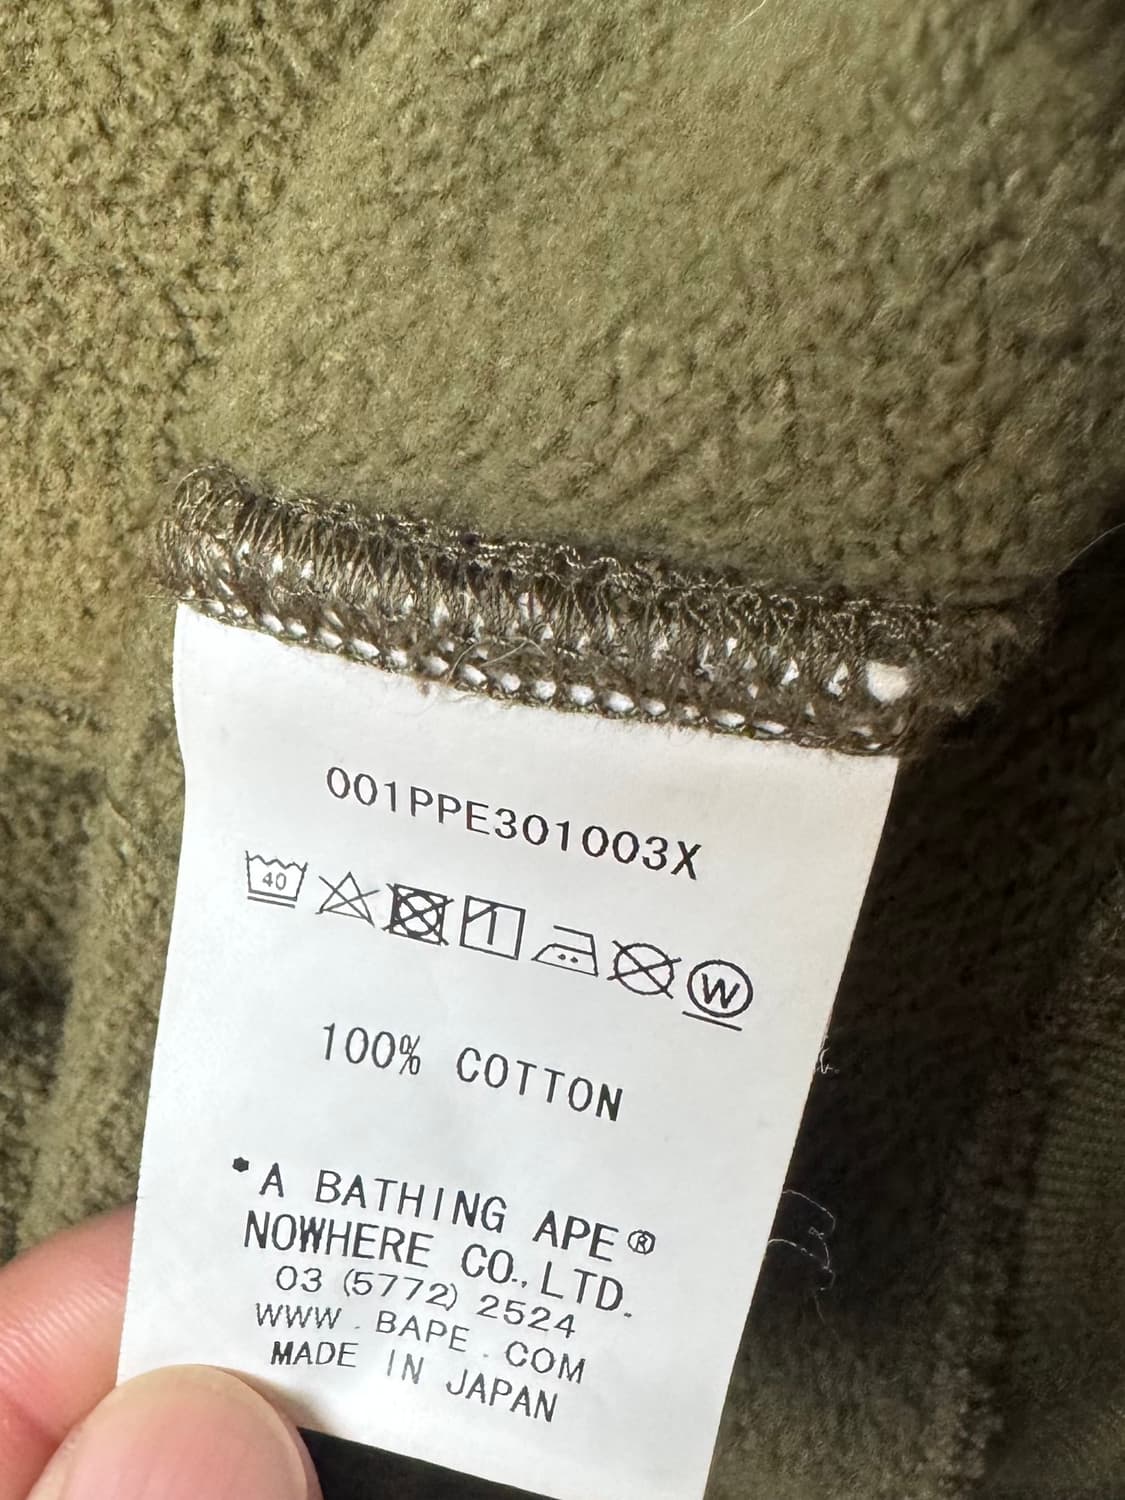 001PPE301003X
40
W
100% COTTON
*A BATHING APE®
NOWHERE CO., LTD.
03 (5772) 2524
WWW . BAPE . COM
MADE IN JAPAN